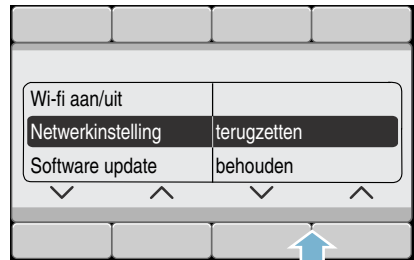 Wi-fi aan/uit
Netwerkinstelling terugzetten
Software update behouden